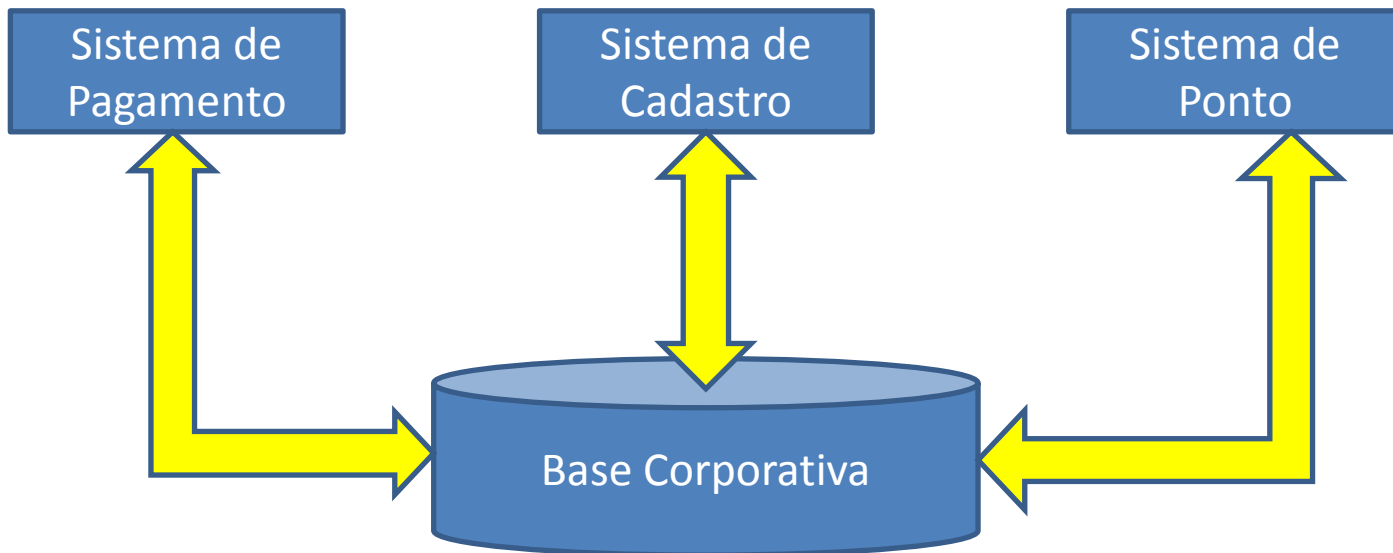 Sistema de
Pagamento
Sistema de
Cadastro
Sistema de
Ponto
Base Corporativa